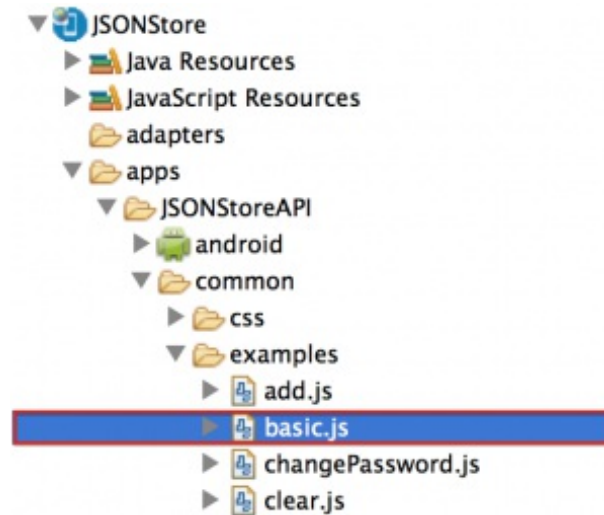 JSONStore
Java Resources
JavaScript Resources
adapters
apps
JSONStoreAPI
android
common
css
examples
add.js
basic.js
changePassword.js
clear.js